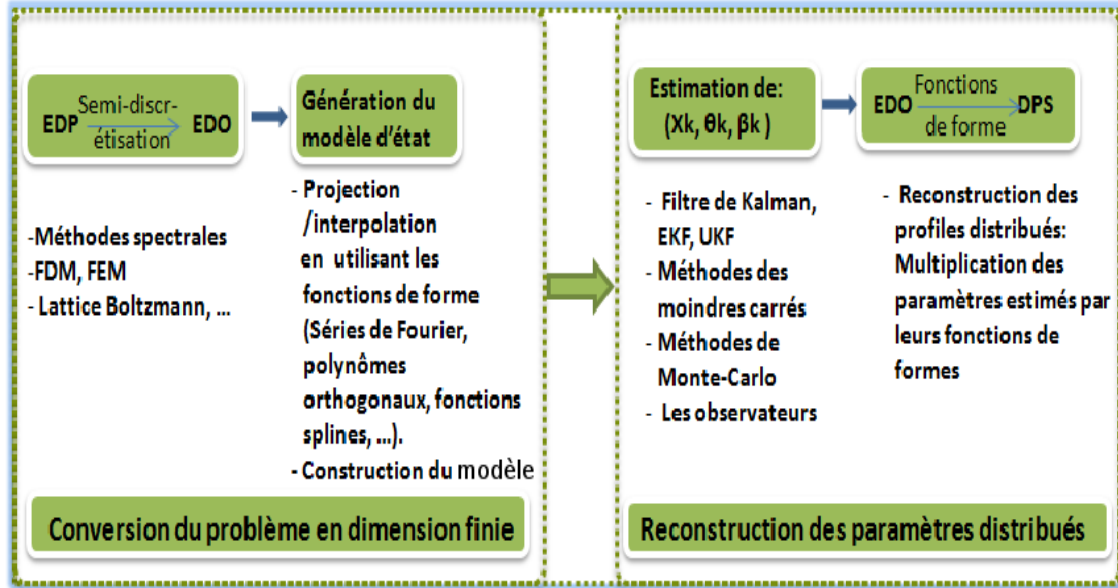 EDP Semi-discr- EDO
étisation
Génération du
modèle d'état
-Méthodes spectrales
-FDM, FEM
- Lattice Boltzmann, ...
- Projection
/interpolation
en utilisant les
fonctions de forme
(Séries de Fourier,
polynômes
orthogonaux, fonctions
splines, ...).
- Construction du modèle
Conversion du problème en dimension finie
Estimation de:
(Xk, θk, βk )
EDO Fonctions DPS
de forme
- Filtre de Kalman,
EKF, UKF
- Méthodes des
moindres carrés
- Méthodes de
Monte-Carlo
- Les observateurs
- Reconstruction des
profiles distribués:
Multiplication des
paramètres estimés par
leurs fonctions de
formes
Reconstruction des paramètres distribués